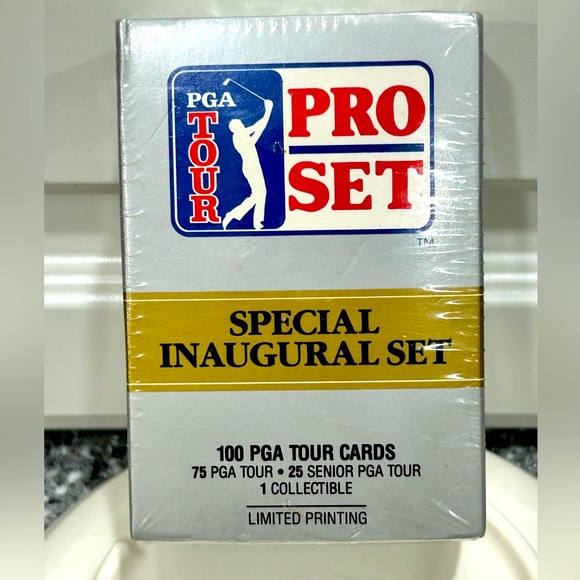 PGA
TOUR
PRO
SET
TM
SPECIAL
INAUGURAL SET
100 PGA TOUR CARDS
75 PGA TOUR • 25 SENIOR PGA TOUR
1 COLLECTIBLE
LIMITED PRINTING